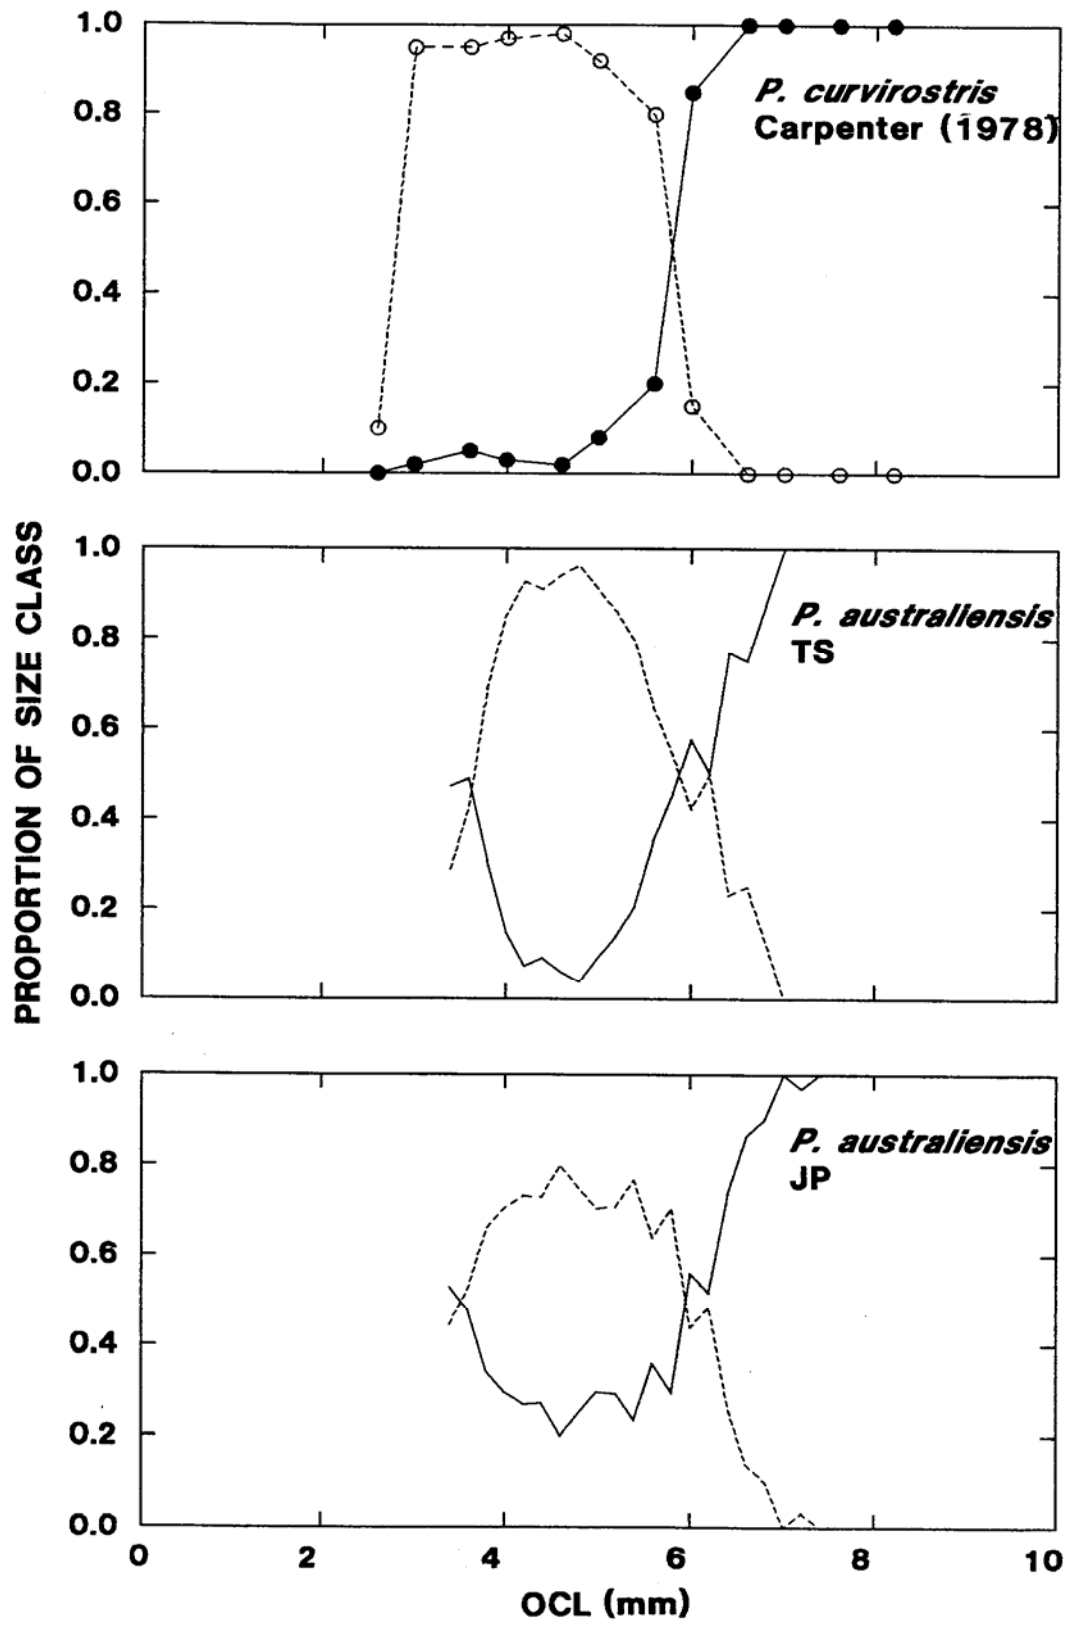 1.0
0.8
0.6
0.4
0.2
0.0
P. curvirostris
Carpenter (1978)
PROPORTION OF SIZE CLASS
1.0
0.8
0.6
0.4
0.2
0.0
P. australiensis
TS
1.0
0.8
0.6
0.4
0.2
0.0
P. australiensis
JP
0 2 4 6 8 10
OCL (mm)